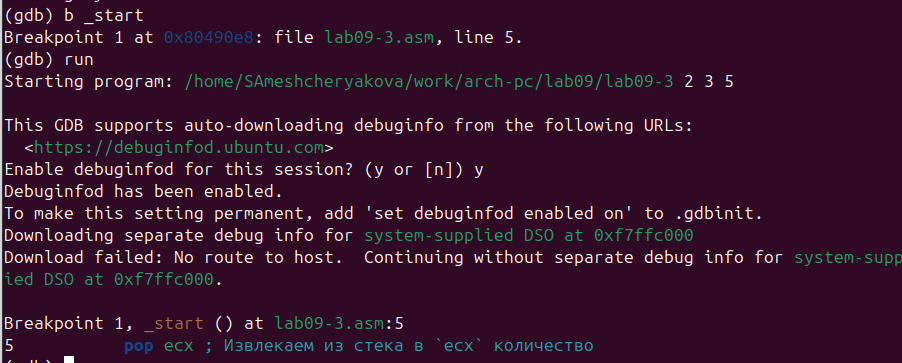 (gdb) b _start
Breakpoint 1 at 0x80490e8: file lab09-3.asm, line 5.
(gdb) run
Starting program: /home/SAmeshcheryakova/work/arch-pc/lab09/lab09-3 2 3 5
This GDB supports auto-downloading debuginfo from the following URLs:
<https://debuginfod.ubuntu.com>
Enable debuginfod for this session? (y or [n]) y
Debuginfod has been enabled.
To make this setting permanent, add 'set debuginfod enabled on' to .gdbinit.
Downloading separate debug info for system-supplied DSO at 0xf7ffc000
Download failed: No route to host.  Continuing without separate debug info for system-supp
ied DSO at 0xf7ffc000.
Breakpoint 1, _start () at lab09-3.asm:5
5 pop ecx ; Извлекаем из стека в `ecx` количество